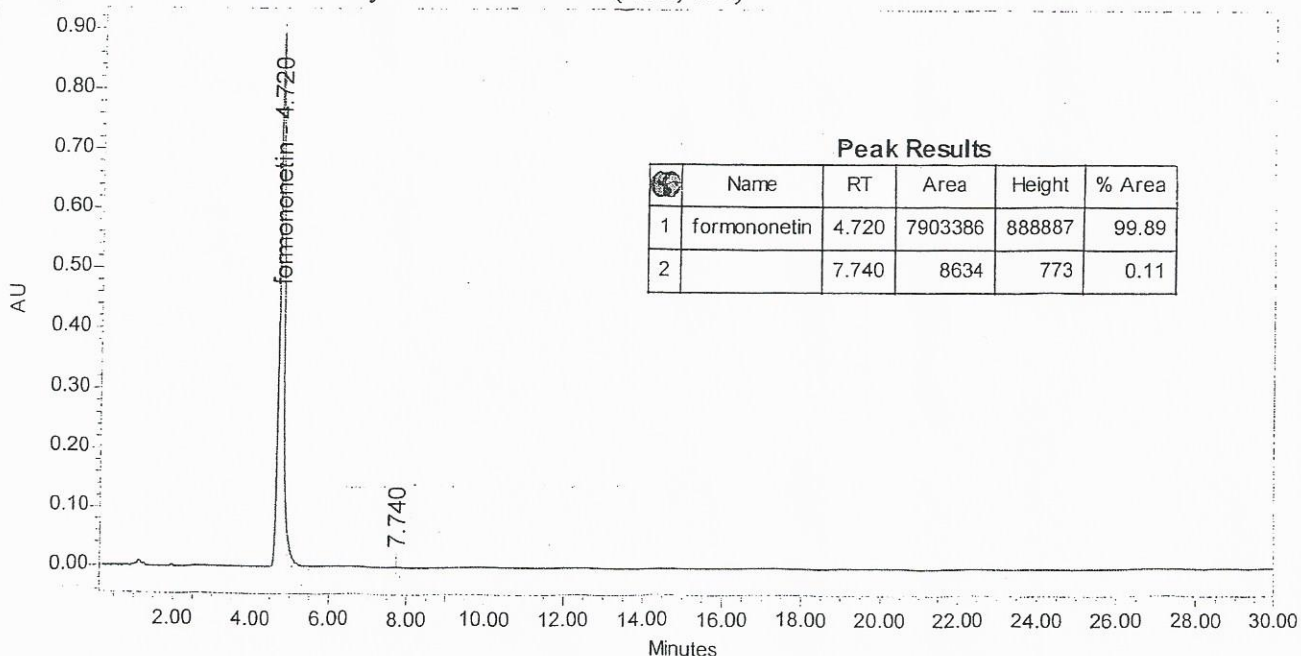 0.90
0.80
0.70
0.60
0.50
0.40
0.30
0.20
0.10
0.00
AU
formononetin - 4.720
7.740
Peak Results
Name RT Area Height % Area
1 formononetin 4.720 7903386 888887 99.89
2 7.740 8634 773 0.11
2.00 4.00 6.00 8.00 10.00 12.00 14.00 16.00 18.00 20.00 22.00 24.00 26.00 28.00 30.00
Minutes